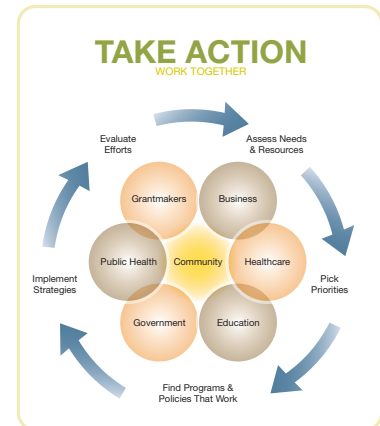 TAKE ACTION
WORK TOGETHER
Evaluate
Efforts
Assess Needs
& Resources
Grantmakers
Business
Public Health
Community
Healthcare
Implement
Strategies
Pick
Priorities
Government
Education
Find Programs &
Policies That Work